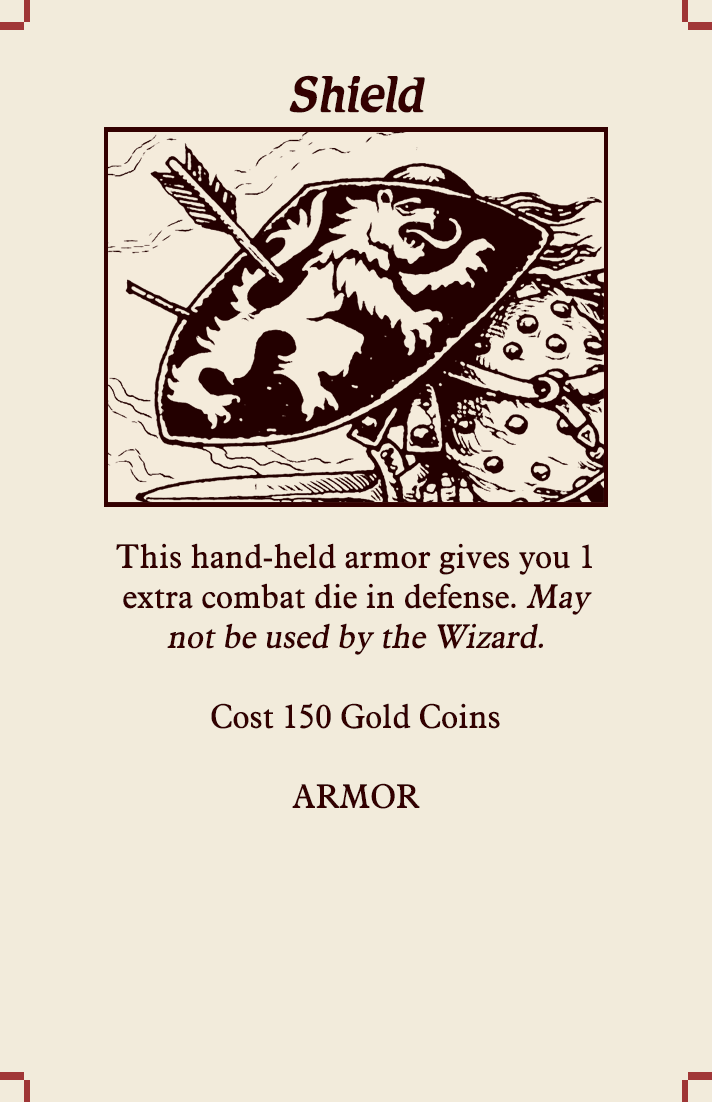 Shield
This hand-held armor gives you 1
extra combat die in defense. May
not be used by the Wizard.
Cost 150 Gold Coins
ARMOR